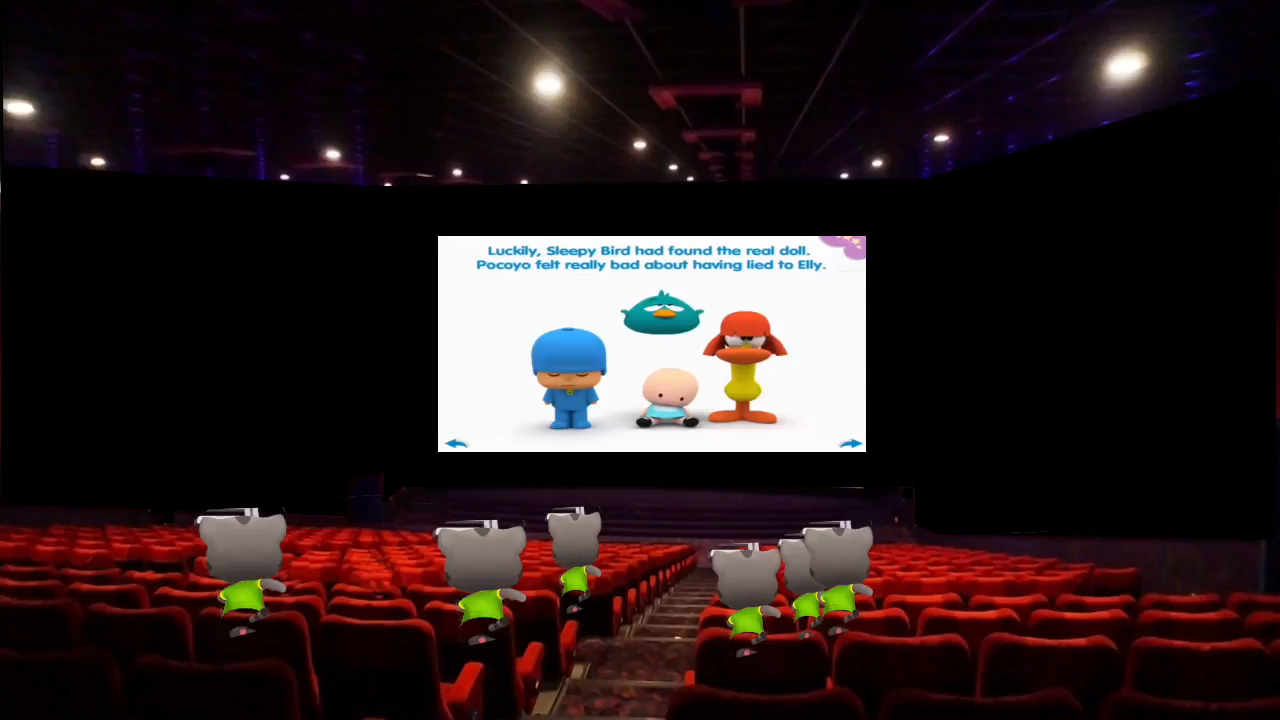 Luckily, Sleepy Bird had found the real doll.
Pocoyo felt really bad about having lied to Elly.